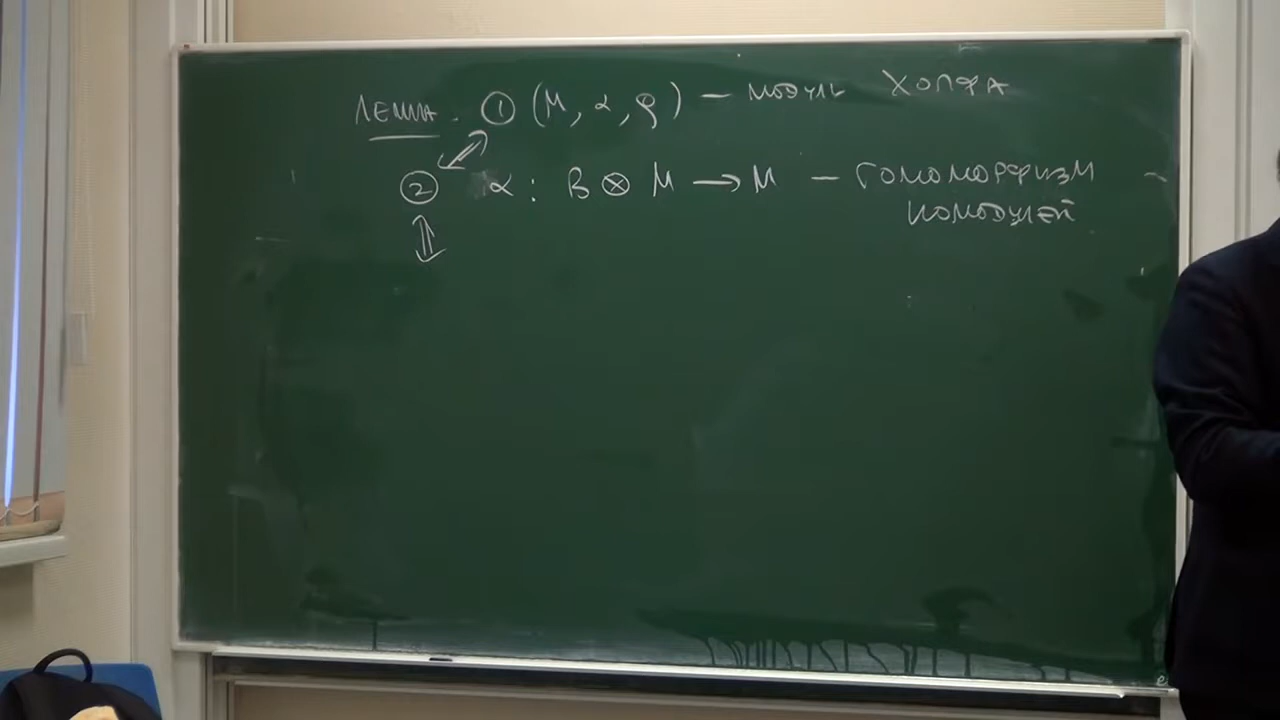 Лемма. ① (M, α, ρ) — модуль Хопфа
⇕
② α : B ⊗ M → M — гомоморфизм
комодулей
⇕